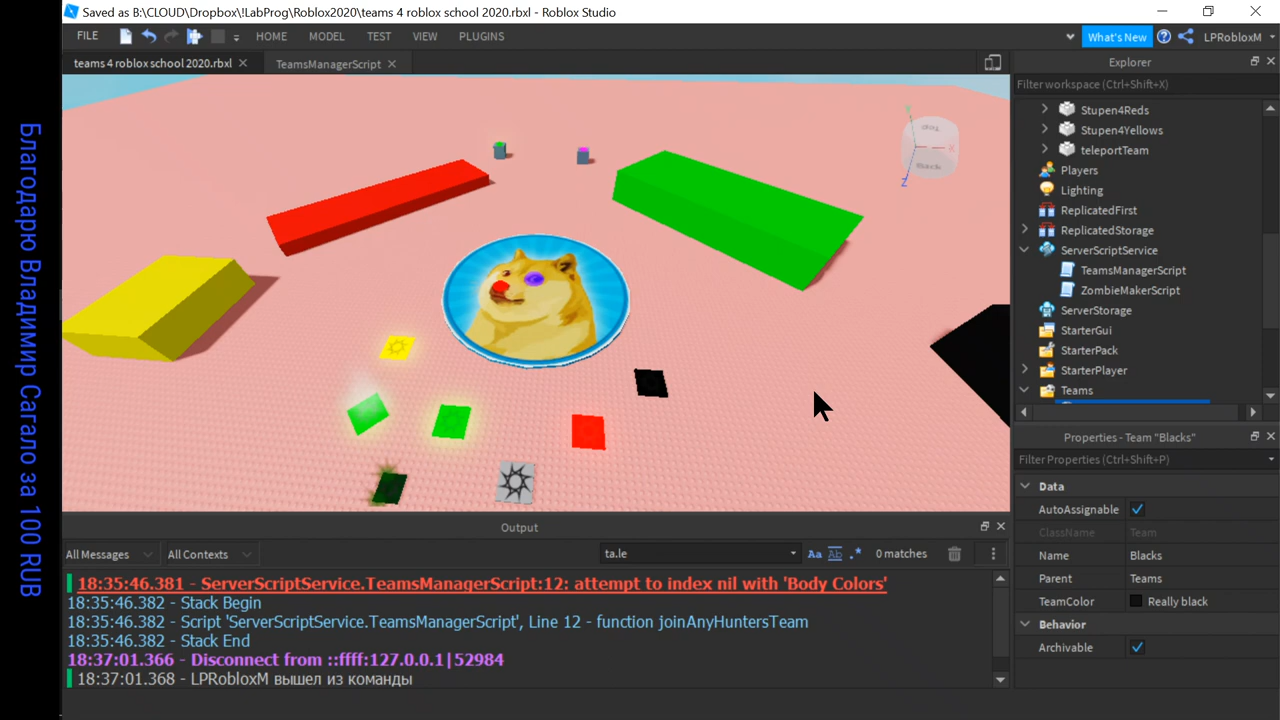 Saved as B:\CLOUD\Dropbox\!LabProg\Roblox2020\teams 4 roblox school 2020.rbxl - Roblox Studio
FILE
HOME
MODEL
TEST
VIEW
PLUGINS
What's New
LPRobloxM
teams 4 roblox school 2020.rbxl
TeamsManagerScript
Благодарю Владимир Сагало за 100 RUB
Explorer
Filter workspace (Ctrl+Shift+X)
Stupen4Reds
Stupen4Yellows
teleportTeam
Players
Lighting
ReplicatedFirst
ReplicatedStorage
ServerScriptService
TeamsManagerScript
ZombieMakerScript
ServerStorage
StarterGui
StarterPack
StarterPlayer
Teams
Properties - Team "Blacks"
Filter Properties (Ctrl+Shift+P)
Data
AutoAssignable
ClassName Team
Name Blacks
Parent Teams
TeamColor Really black
Behavior
Archivable
Output
All Messages
All Contexts
ta.le
Aa Ab .*
0 matches
18:35:46.381 - ServerScriptService.TeamsManagerScript:12: attempt to index nil with 'Body Colors'
18:35:46.382 - Stack Begin
18:35:46.382 - Script 'ServerScriptService.TeamsManagerScript', Line 12 - function joinAnyHuntersTeam
18:35:46.382 - Stack End
18:37:01.366 - Disconnect from ::ffff:127.0.0.1|52984
18:37:01.368 - LPRobloxM вышел из команды
X
Z